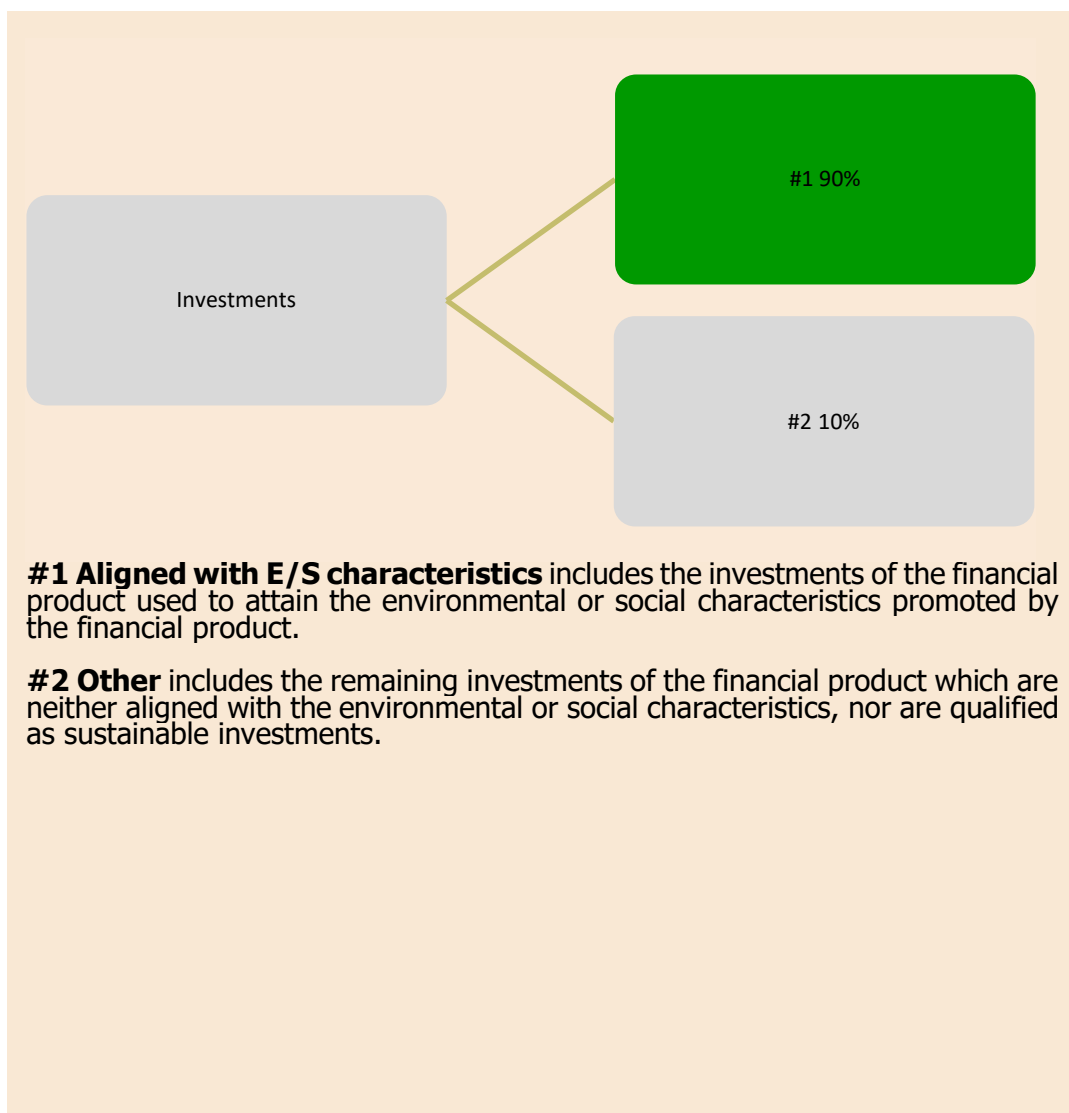 #1 90%
Investments
#2 10%
#1 Aligned with E/S characteristics includes the investments of the financial
product used to attain the environmental or social characteristics promoted by
the financial product.
#2 Other includes the remaining investments of the financial product which are
neither aligned with the environmental or social characteristics, nor are qualified
as sustainable investments.